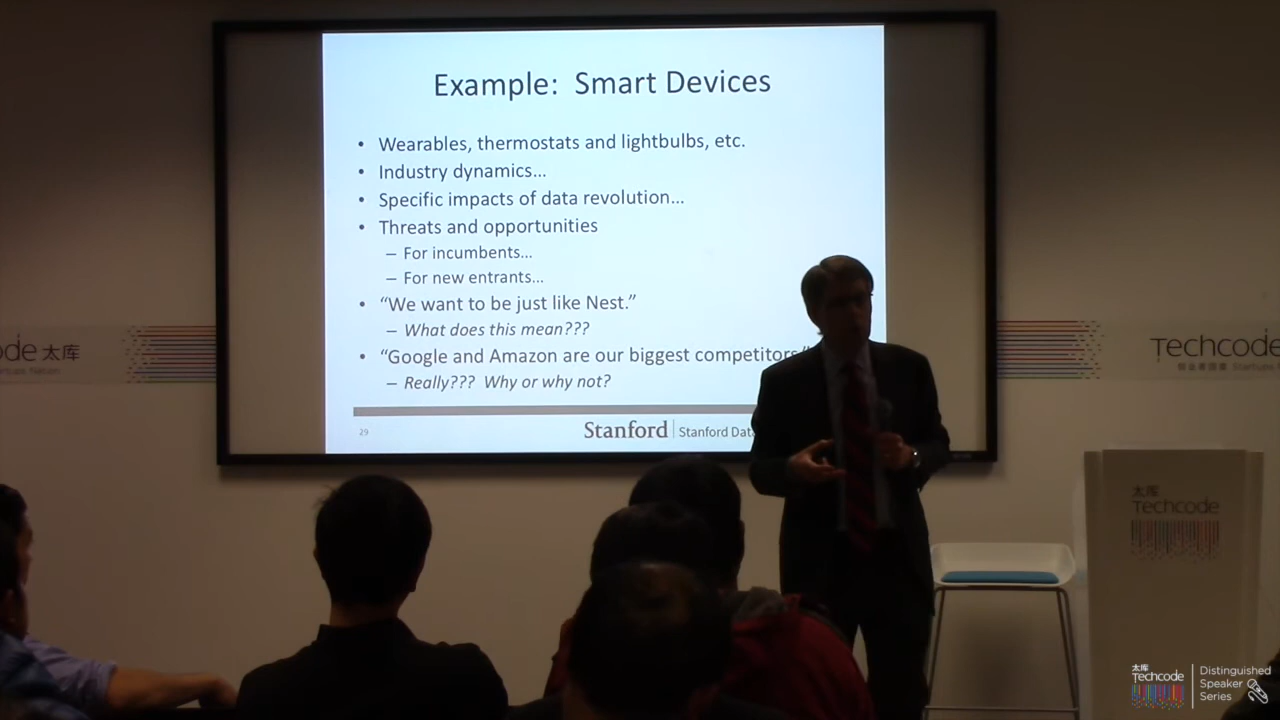 Example: Smart Devices
• Wearables, thermostats and lightbulbs, etc.
• Industry dynamics…
• Specific impacts of data revolution…
• Threats and opportunities
– For incumbents…
– For new entrants…
• “We want to be just like Nest.”
– What does this mean???
• “Google and Amazon are our biggest competitors”
– Really??? Why or why not?
29
Stanford | Stanford Data
ode 太库
Techcode
Startups
太库
Techcode
太库
Techcode
Distinguished
Speaker
Series